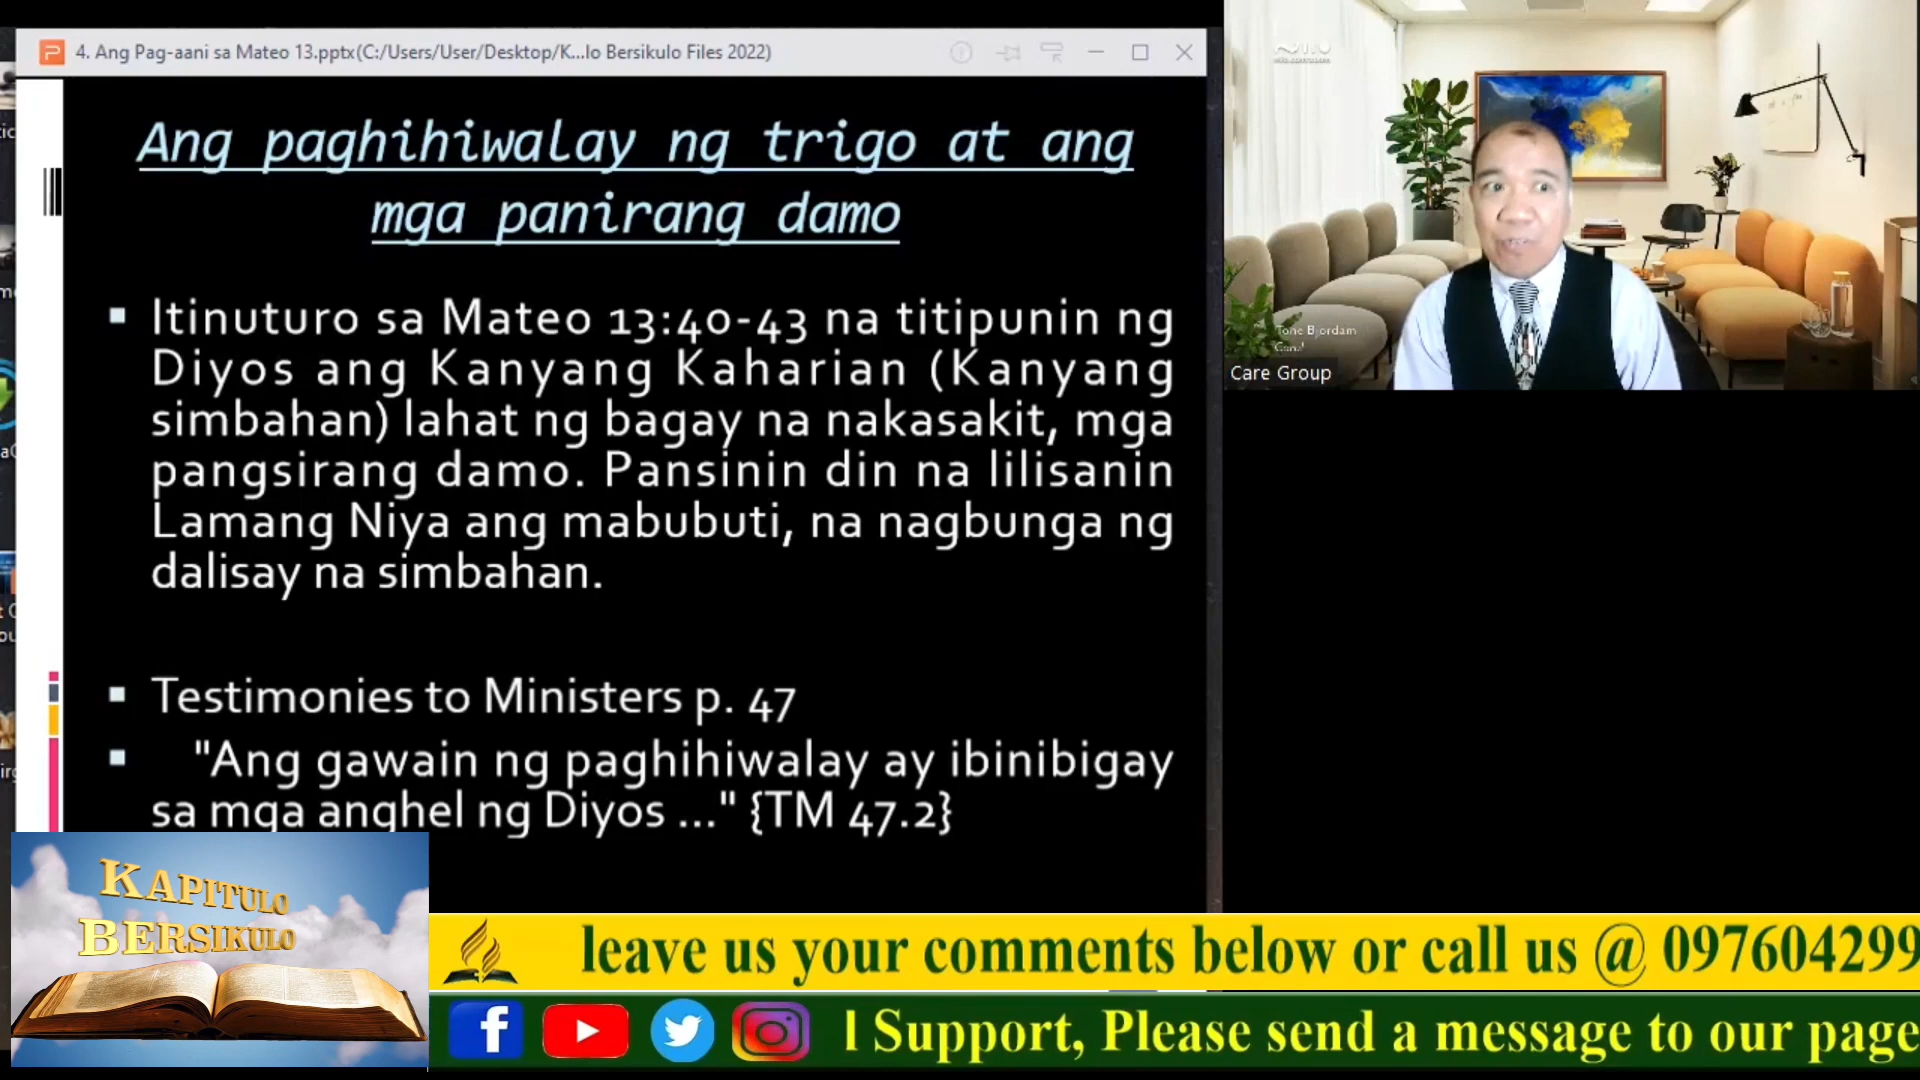 4. Ang Pag-aani sa Mateo 13.pptx(C:/Users/User/Desktop/K...lo Bersikulo Files 2022)
Ang paghihiwalay ng trigo at ang
mga panirang damo
Itinuturo sa Mateo 13:40-43 na titipunin ng
Diyos ang Kanyang Kaharian (Kanyang
simbahan) lahat ng bagay na nakasakit, mga
pangsirang damo. Pansinin din na lilisanin
Lamang Niya ang mabubuti, na nagbunga ng
dalisay na simbahan.
Testimonies to Ministers p. 47
"Ang gawain ng paghihiwalay ay ibinibigay
sa mga anghel ng Diyos ..." {TM 47.2}
Tone Bjordam
Care Group
KAPITULO
BERSIKULO
leave us your comments below or call us @ 097604299
l Support, Please send a message to our page